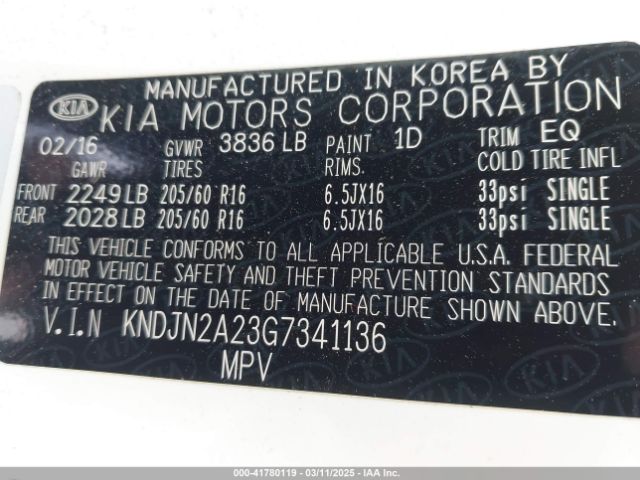 MANUFACTURED IN KOREA BY
KIA KIA MOTORS CORPORATION
02/16 GVWR 3836 LB PAINT 1D TRIM EQ
GAWR TIRES RIMS. COLD TIRE INFL
FRONT 2249 LB 205/60 R16 6.5JX16 33psi SINGLE
REAR 2028 LB 205/60 R16 6.5JX16 33psi SINGLE
THIS VEHICLE CONFORMS TO ALL APPLICABLE U.S.A. FEDERAL
MOTOR VEHICLE SAFETY AND THEFT PREVENTION STANDARDS
IN EFFECT ON THE DATE OF MANUFACTURE SHOWN ABOVE.
V.I.N KNDJN2A23G7341136
MPV
000-41780119 - 03/11/2025 - IAAI.com